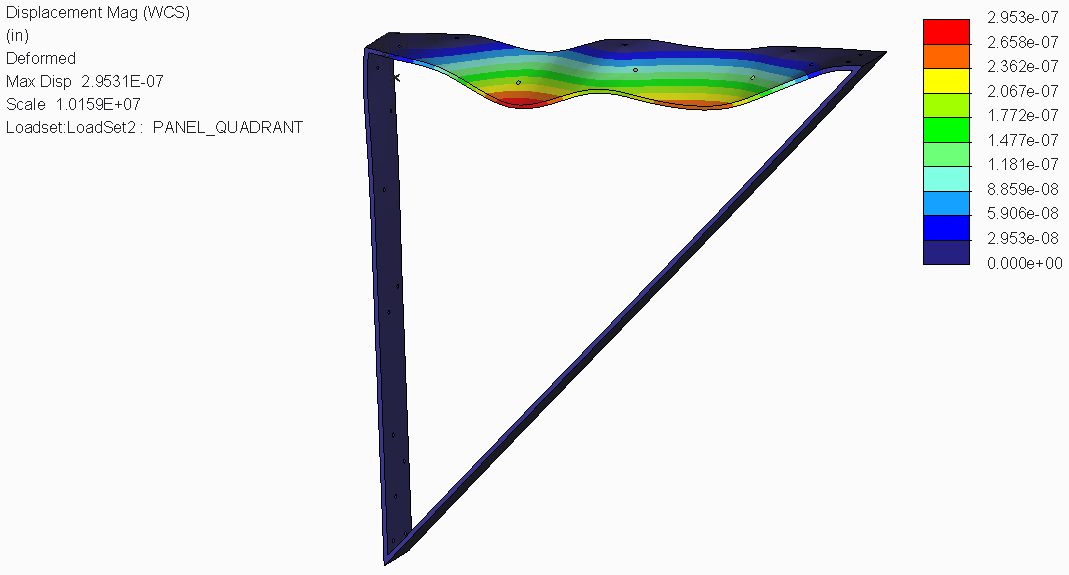 Displacement Mag (WCS)
(in)
Deformed
Max Disp 2.9531E-07
Scale 1.0159E+07
Loadset:LoadSet2 : PANEL_QUADRANT
2.953e-07
2.658e-07
2.362e-07
2.067e-07
1.772e-07
1.477e-07
1.181e-07
8.859e-08
5.906e-08
2.953e-08
0.000e+00